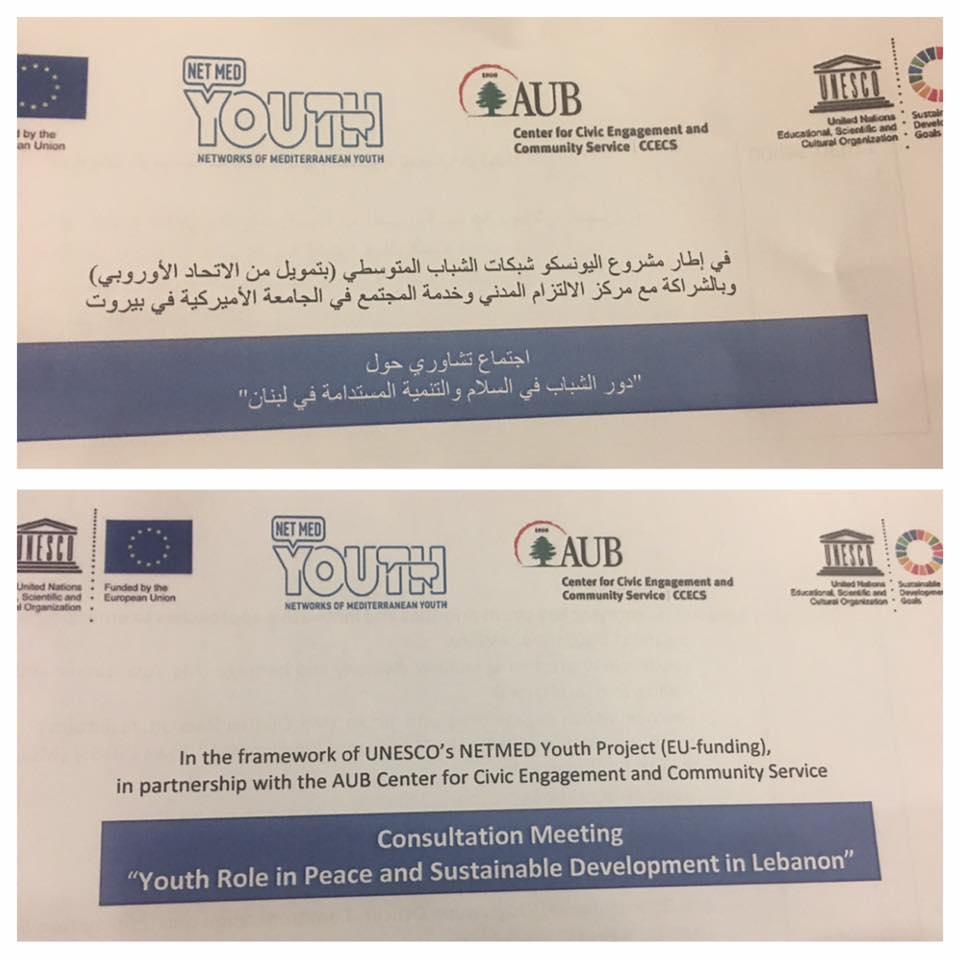 d by the
an Union
NET MED
YOUTH
NETWORKS OF MEDITERRANEAN YOUTH
1866
AUB
Center for Civic Engagement and
Community Service | CCECS
UNESCO
United Nations
Educational, Scientific and
Cultural Organization
Sustai
Develo
Goals
في إطار مشروع اليونسكو شبكات الشباب المتوسطي (بتمويل من الاتحاد الأوروبي)
وبالشراكة مع مركز الالتزام المدني وخدمة المجتمع في الجامعة الأميركية في بيروت
اجتماع تشاوري حول
"دور الشباب في السلام والتنمية المستدامة في لبنان"
UNESCO
United Nations
, Scientific and
l Organization
Funded by the
European Union
NET MED
YOUTH
NETWORKS OF MEDITERRANEAN YOUTH
1866
AUB
Center for Civic Engagement and
Community Service | CCECS
UNESCO
United Nations
Educational, Scientific and
Cultural Organization
Sustainable
Developme
Goals
In the framework of UNESCO's NETMED Youth Project (EU-funding),
in partnership with the AUB Center for Civic Engagement and Community Service
Consultation Meeting
“Youth Role in Peace and Sustainable Development in Lebanon”